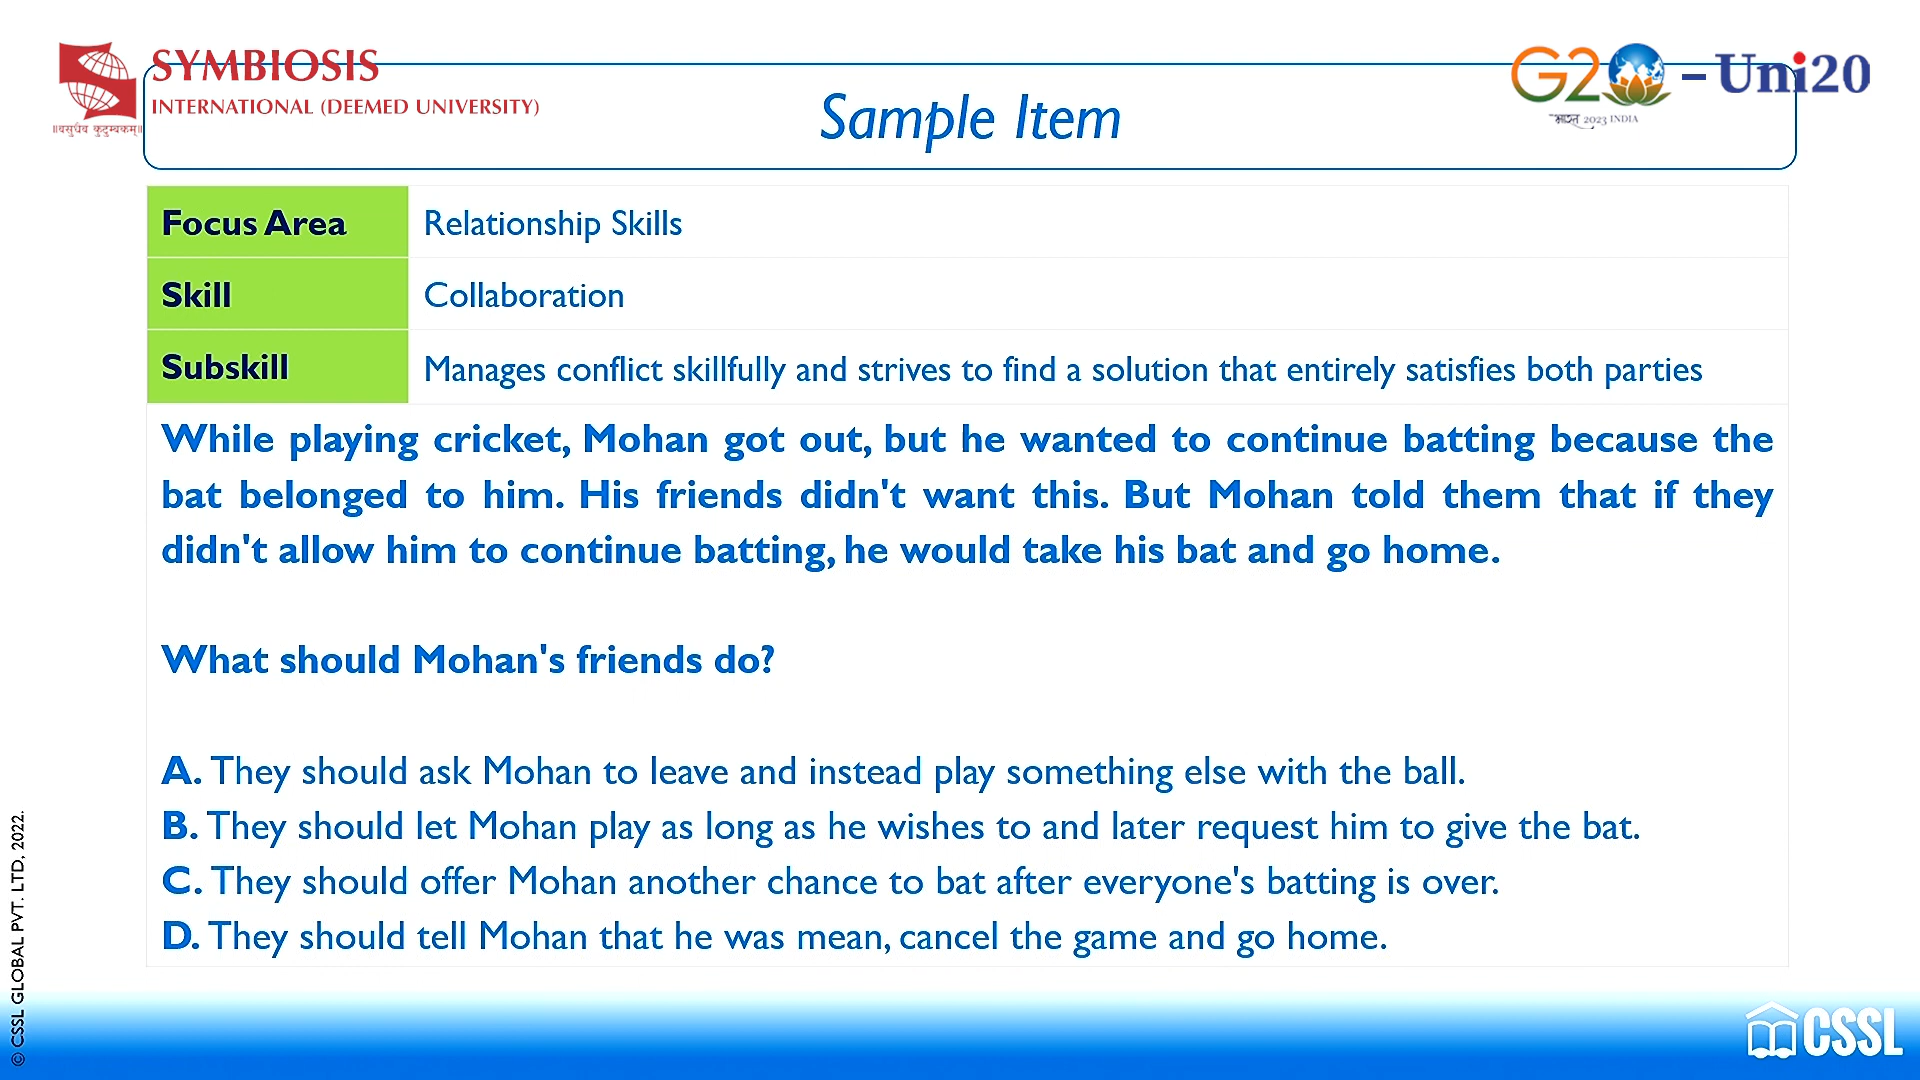 SYMBIOSIS
INTERNATIONAL (DEEMED UNIVERSITY)
॥वसुधैव कुटुम्बकम्॥
G20 – Uni20
भारत 2023 INDIA
Sample Item
Focus Area Relationship Skills
Skill Collaboration
Subskill Manages conflict skillfully and strives to find a solution that entirely satisfies both parties
While playing cricket, Mohan got out, but he wanted to continue batting because the
bat belonged to him. His friends didn't want this. But Mohan told them that if they
didn't allow him to continue batting, he would take his bat and go home.
What should Mohan's friends do?
A. They should ask Mohan to leave and instead play something else with the ball.
B. They should let Mohan play as long as he wishes to and later request him to give the bat.
C. They should offer Mohan another chance to bat after everyone's batting is over.
D. They should tell Mohan that he was mean, cancel the game and go home.
© CSSL GLOBAL PVT. LTD, 2022.
CSSL